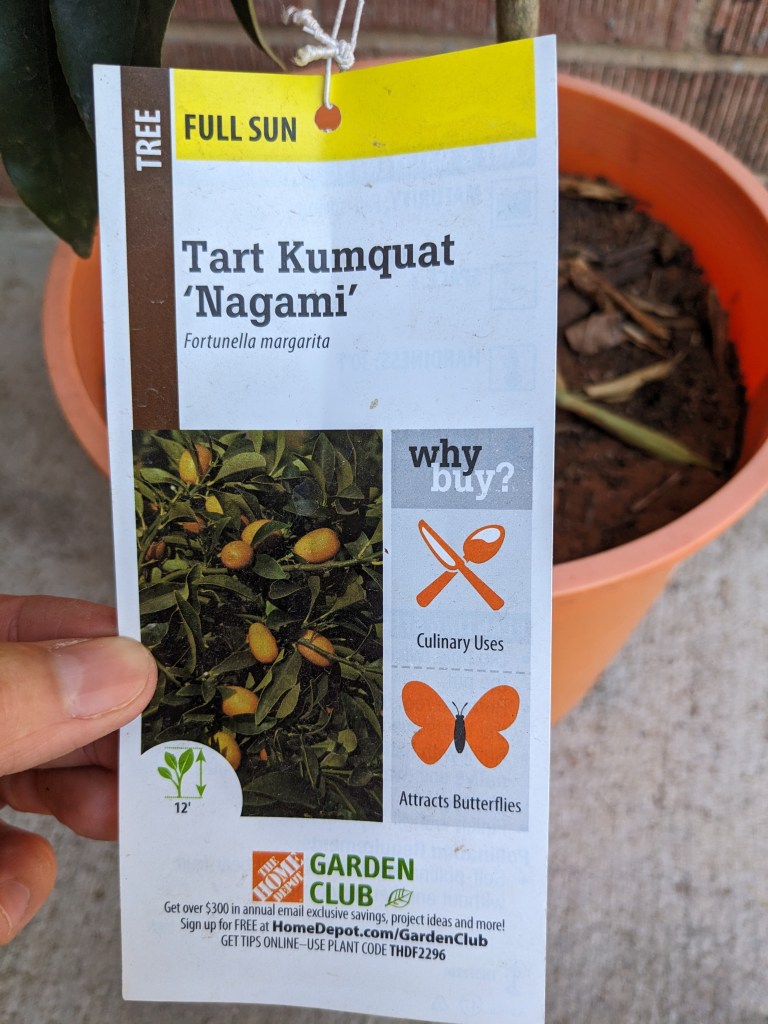 TREE
FULL SUN
Tart Kumquat
‘Nagami’
Fortunella margarita
why
buy?
Culinary Uses
Attracts Butterflies
12'
THE
HOME
DEPOT
GARDEN
CLUB
Get over $300 in annual email exclusive savings, project ideas and more!
Sign up for FREE at HomeDepot.com/GardenClub
GET TIPS ONLINE–USE PLANT CODE THDF2296